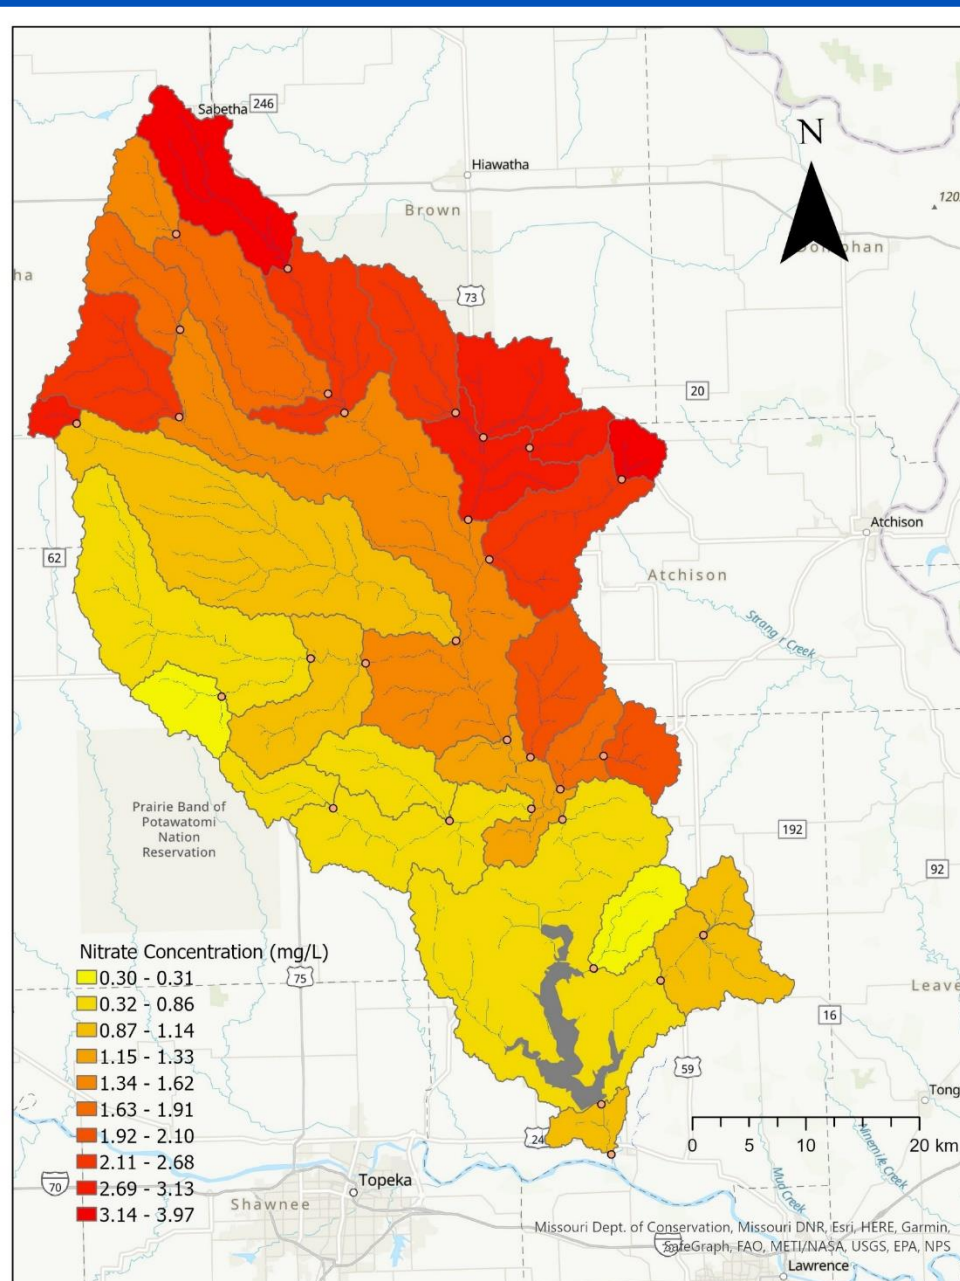 Sabetha 246
N
Hiawatha
Brown
120
ha
73
20
Atchison
62
Atchison
Stranger Creek
Prairie Band of
Potawatomi
Nation
Reservation
192
92
Nitrate Concentration (mg/L)
0.30 - 0.31
0.32 - 0.86
0.87 - 1.14
1.15 - 1.33
1.34 - 1.62
1.63 - 1.91
1.92 - 2.10
2.11 - 2.68
2.69 - 3.13
3.14 - 3.97
75
Leave
16
59
Tong
24
0 5 10 20 km
Ninemile Creek
Mud Creek
70
Topeka
Shawnee
Missouri Dept. of Conservation, Missouri DNR, Esri, HERE, Garmin,
SafeGraph, FAO, METI/NASA, USGS, EPA, NPS
Lawrence